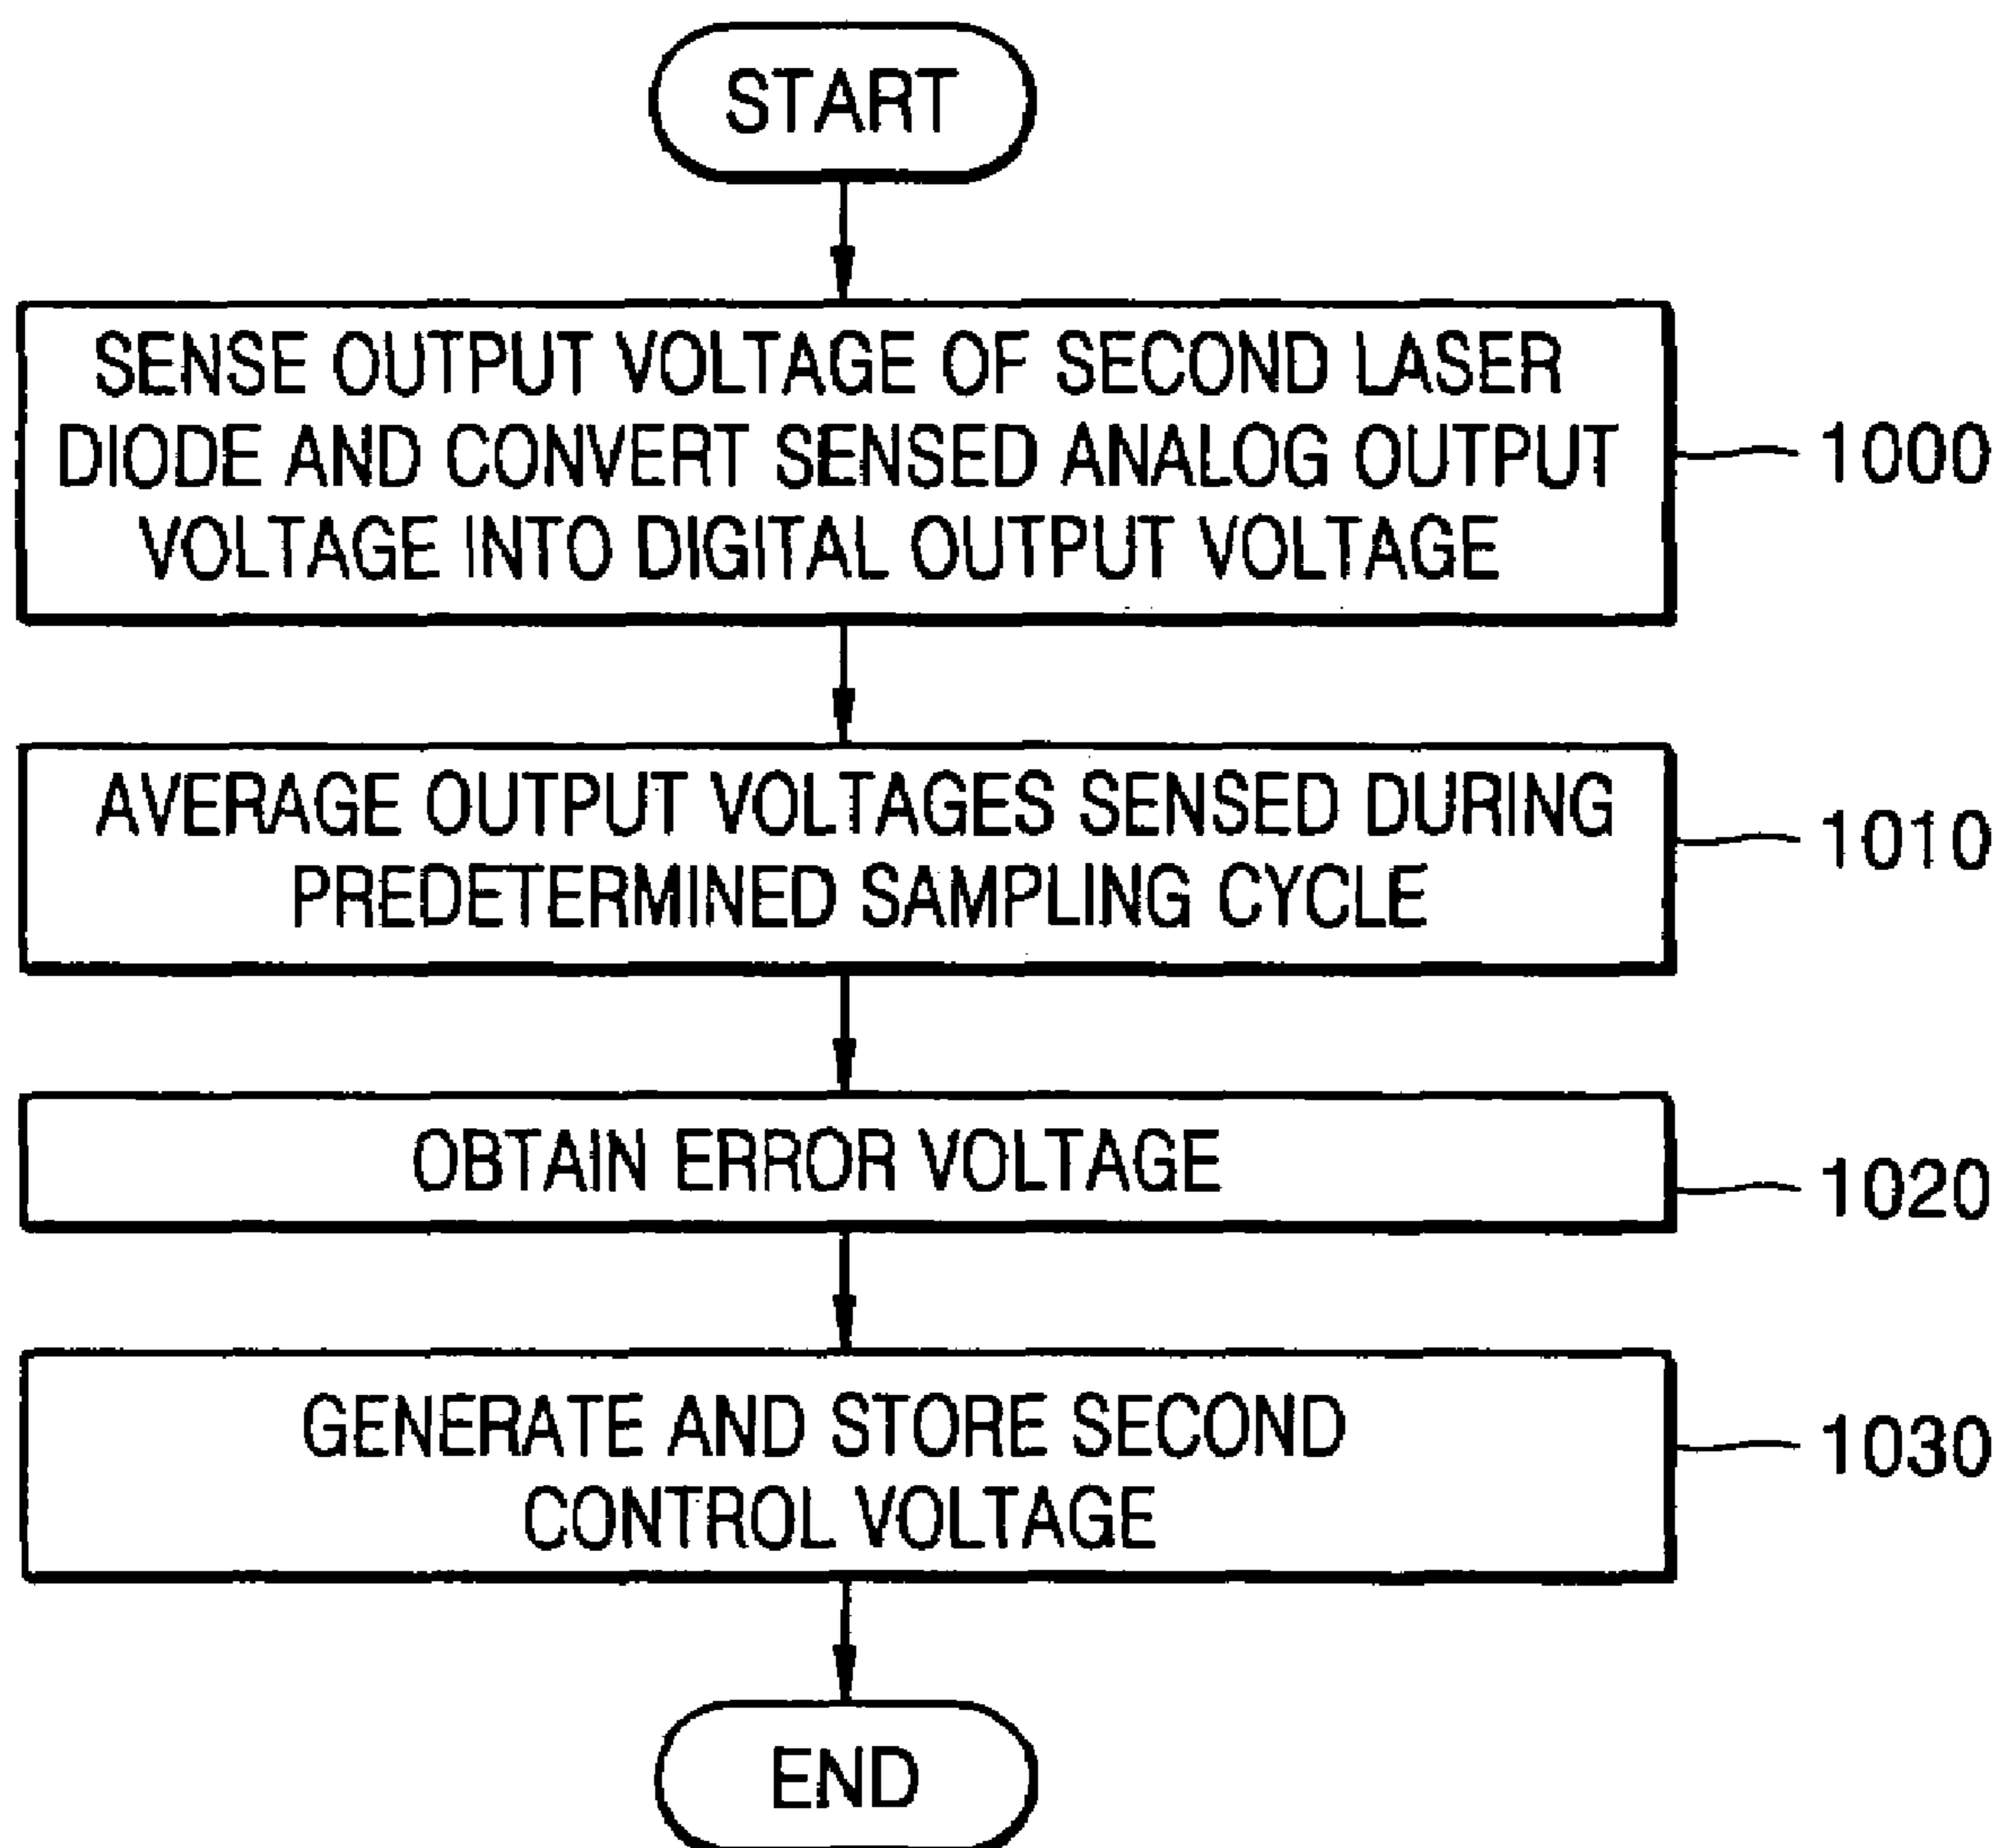 START
SENSE OUTPUT VOLTAGE OF SECOND LASER
DIODE AND CONVERT SENSED ANALOG OUTPUT
VOLTAGE INTO DIGITAL OUTPUT VOLTAGE
1000
AVERAGE OUTPUT VOLTAGES SENSED DURING
PREDETERMINED SAMPLING CYCLE
1010
OBTAIN ERROR VOLTAGE
1020
GENERATE AND STORE SECOND
CONTROL VOLTAGE
1030
END